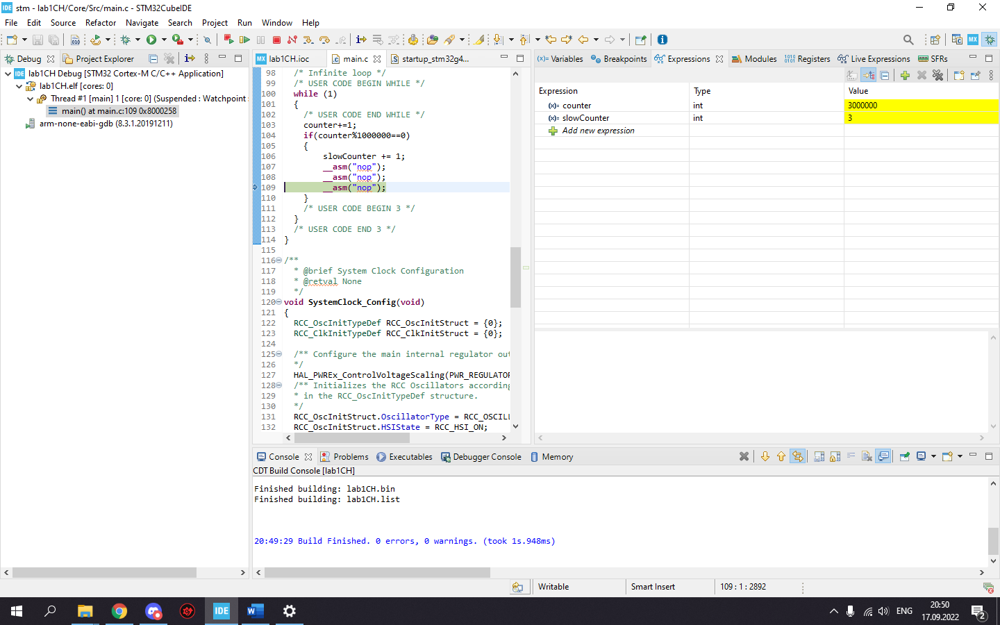 IDE stm - lab1CH/Core/Src/main.c - STM32CubeIDE
File Edit Source Refactor Navigate Search Project Run Window Help
Debug Project Explorer
IDE lab1CH Debug [STM32 Cortex-M C/C++ Application]
lab1CH.elf [cores: 0]
Thread #1 [main] 1 [core: 0] (Suspended : Watchpoint
main() at main.c:109 0x8000258
arm-none-eabi-gdb (8.3.1.20191211)
MX lab1CH.ioc main.c startup_stm32g4...
98 /* Infinite loop */
99 /* USER CODE BEGIN WHILE */
100 while (1)
101 {
102 /* USER CODE END WHILE */
103 counter+=1;
104 if(counter%1000000==0)
105 {
106 slowCounter += 1;
107 __asm("nop");
108 __asm("nop");
109 __asm("nop");
110 }
111 /* USER CODE BEGIN 3 */
112 }
113 /* USER CODE END 3 */
114 }
115
116 /**
117 * @brief System Clock Configuration
118 * @retval None
119 */
120 void SystemClock_Config(void)
121 {
122 RCC_OscInitTypeDef RCC_OscInitStruct = {0};
123 RCC_ClkInitTypeDef RCC_ClkInitStruct = {0};
124
125 /** Configure the main internal regulator out
126 */
127 HAL_PWREx_ControlVoltageScaling(PWR_REGULATOR
128 /** Initializes the RCC Oscillators according
129 * in the RCC_OscInitTypeDef structure.
130 */
131 RCC_OscInitStruct.OscillatorType = RCC_OSCILL
132 RCC_OscInitStruct.HSIState = RCC_HSI_ON;
(x)= Variables Breakpoints Expressions Modules Registers Live Expressions SFRs
Expression Type Value
(x)= counter int 3000000
(x)= slowCounter int 3
Add new expression
Console Problems Executables Debugger Console Memory
CDT Build Console [lab1CH]
Finished building: lab1CH.bin
Finished building: lab1CH.list
20:49:29 Build Finished. 0 errors, 0 warnings. (took 1s.948ms)
Writable Smart Insert 109 : 1 : 2892
IDE W ENG 20:50
17.09.2022 2